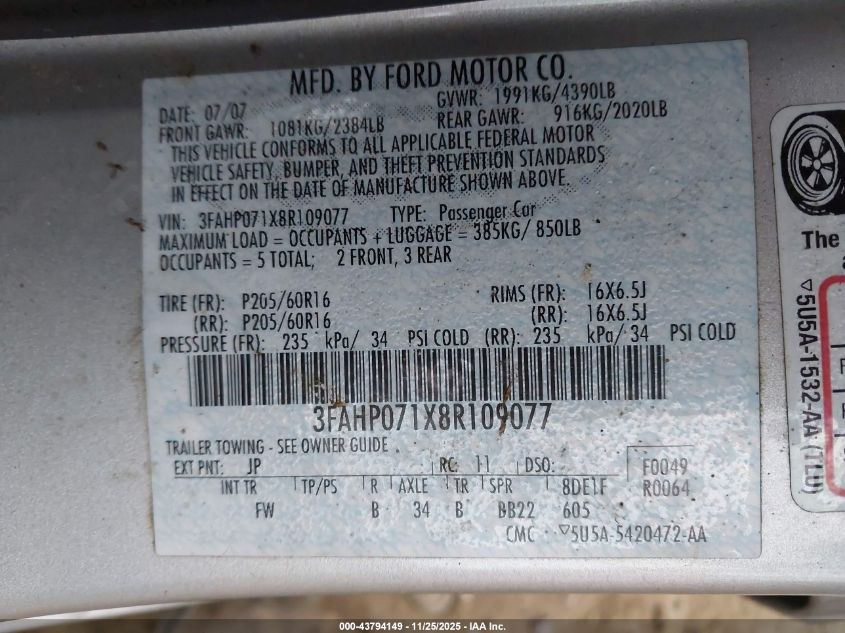 MFD. BY FORD MOTOR CO.
DATE: 07/07 GVWR: 1991KG/4390LB
FRONT GAWR: 1081KG/2384LB REAR GAWR: 916KG/2020LB
THIS VEHICLE CONFORMS TO ALL APPLICABLE FEDERAL MOTOR
VEHICLE SAFETY, BUMPER, AND THEFT PREVENTION STANDARDS
IN EFFECT ON THE DATE OF MANUFACTURE SHOWN ABOVE.
VIN: 3FAHP071X8R109077 TYPE: Passenger Car
MAXIMUM LOAD = OCCUPANTS + LUGGAGE = 385KG/ 850LB
OCCUPANTS = 5 TOTAL; 2 FRONT, 3 REAR
TIRE (FR): P205/60R16 RIMS (FR): 16X6.5J
(RR): P205/60R16 (RR): 16X6.5J
PRESSURE (FR): 235 kPa/ 34 PSI COLD (RR): 235 kPa/ 34 PSI COLD
3FAHP071X8R109077
TRAILER TOWING - SEE OWNER GUIDE
EXT PNT: JP RC: 11 DSO: F0049
INT TR TP/PS R AXLE TR SPR 8DE1F R0064
FW B 34 B BB22 605
CMC ▽5U5A-5420472-AA
The
▽5U5A-1532-AA (TLU)
000-43794149 - 11/25/2025 - IAA Inc.